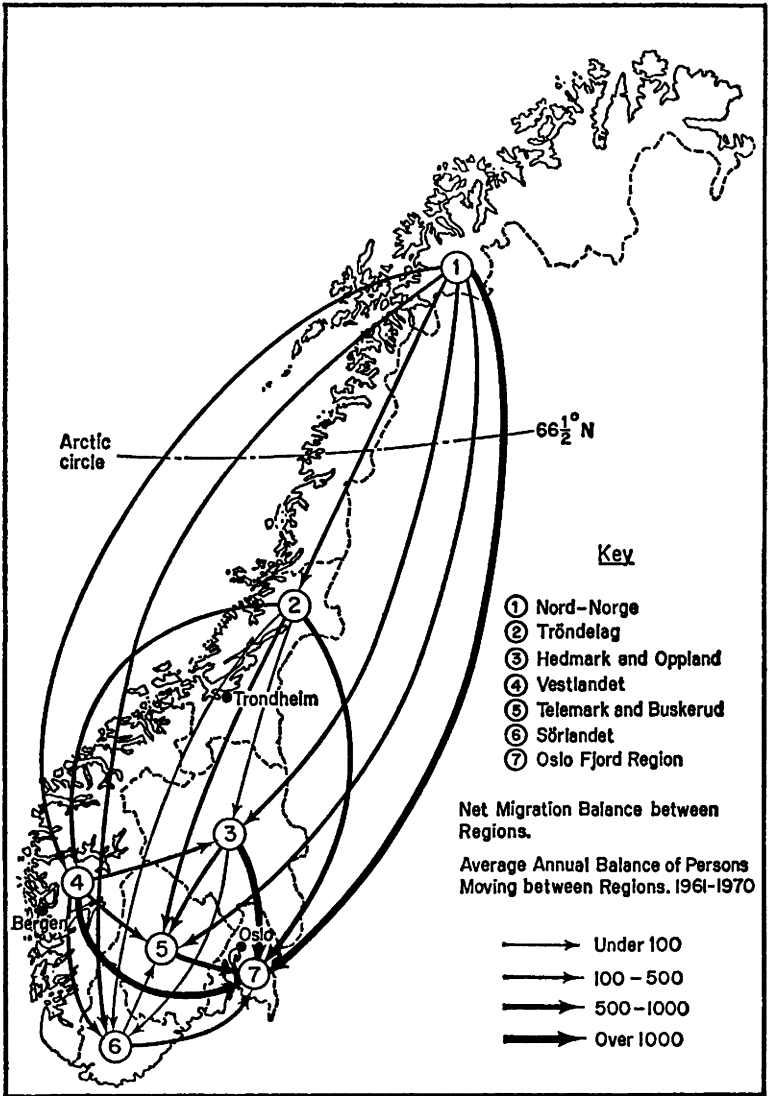 1
Arctic
circle
66½° N
2
Trondheim
Key
1 Nord-Norge
2 Tröndelag
3 Hedmark and Oppland
4 Vestlandet
5 Telemark and Buskerud
6 Sörlandet
7 Oslo Fjord Region
Net Migration Balance between
Regions.
Average Annual Balance of Persons
Moving between Regions. 1961-1970
3
4
Bergen
5
Oslo
7
6
Under 100
100-500
500-1000
Over 1000